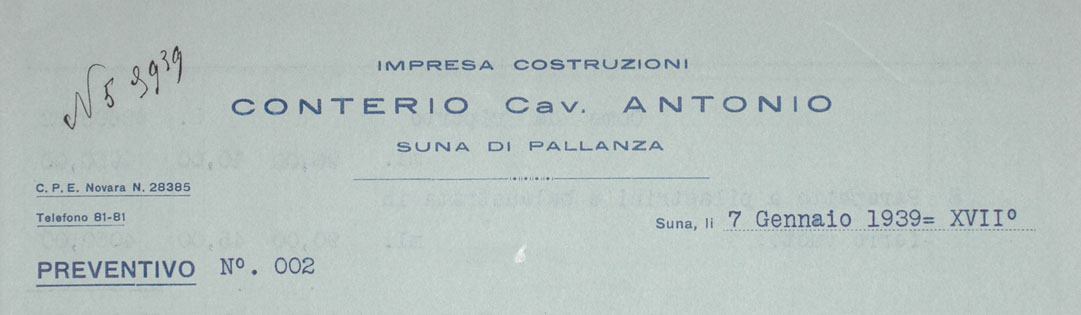 N 5 3939
IMPRESA COSTRUZIONI
CONTERIO Cav. ANTONIO
SUNA DI PALLANZA
C. P. E. Novara N. 28385
Telefono 81-81
Suna, li 7 Gennaio 1939= XVII°
PREVENTIVO N°. 002